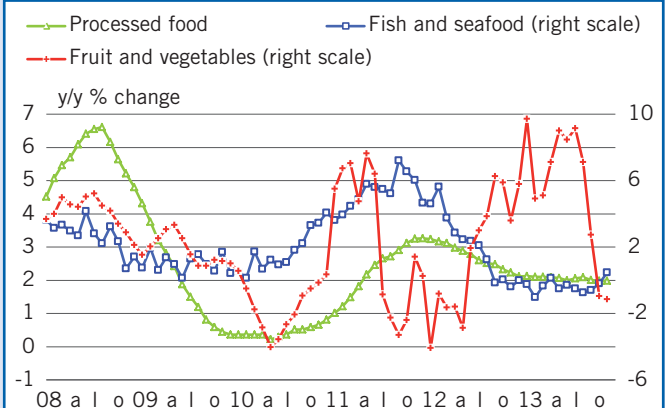 Processed food Fish and seafood (right scale)
Fruit and vegetables (right scale)
y/y % change
7 10
6
5 6
4
3 2
2
1 -2
0
-1 -6
08 a l o 09 a l o 10 a l o 11 a l o 12 a l o 13 a l o